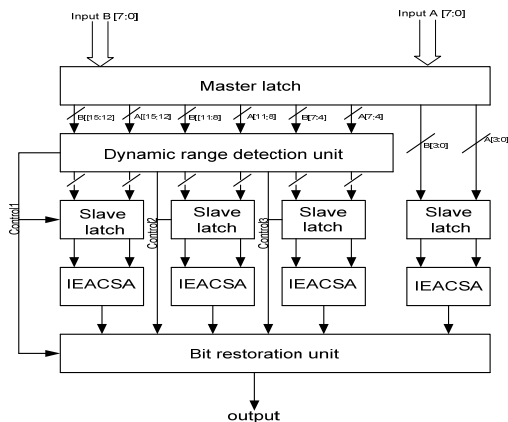 Input B [7;0]
Input A [7;0]
Master latch
B[[15;12]
A[[15;12]
B[[11;8]
A[11;8]
B[7;4]
A[7;4]
B[3:0]
A[3:0]
Dynamic range detection unit
Control1
Slave latch
Control2
Slave latch
Control3
Slave latch
Slave latch
IEACSA
IEACSA
IEACSA
IEACSA
Bit restoration unit
output